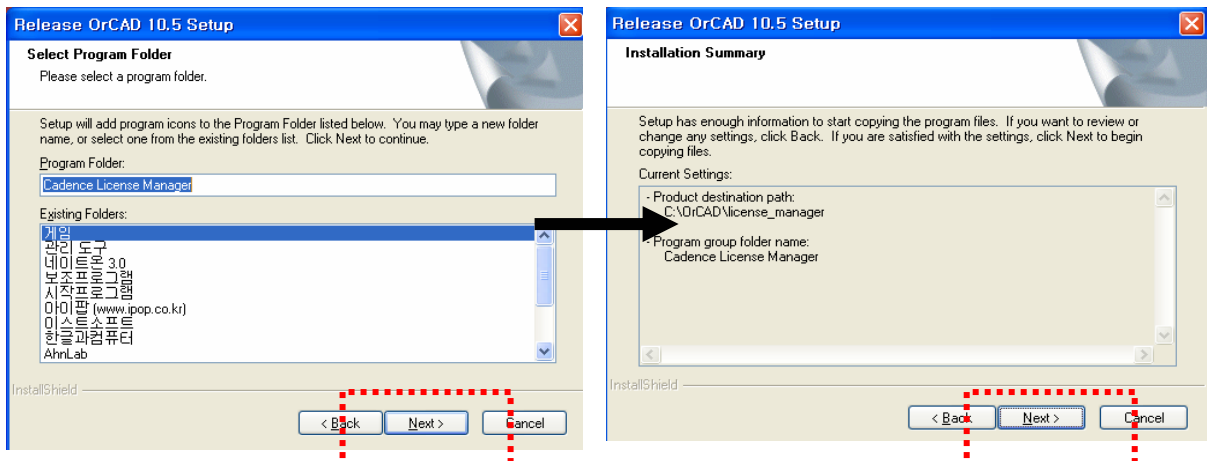 Release OrCAD 10.5 Setup
Select Program Folder
Please select a program folder.
Setup will add program icons to the Program Folder listed below. You may type a new folder
name, or select one from the existing folders list. Click Next to continue.
Program Folder:
Cadence License Manager
Existing Folders:
게임
관리 도구
네이트온 3.0
보조프로그램
시작프로그램
아이팝 (www.ipop.co.kr)
이스트소프트
한글과컴퓨터
AhnLab
InstallShield
< Back
Next >
Cancel
Release OrCAD 10.5 Setup
Installation Summary
Setup has enough information to start copying the program files. If you want to review or
change any settings, click Back. If you are satisfied with the settings, click Next to begin
copying files.
Current Settings:
- Product destination path:
C:\OrCAD\license_manager
- Program group folder name:
Cadence License Manager
InstallShield
< Back
Next >
Cancel